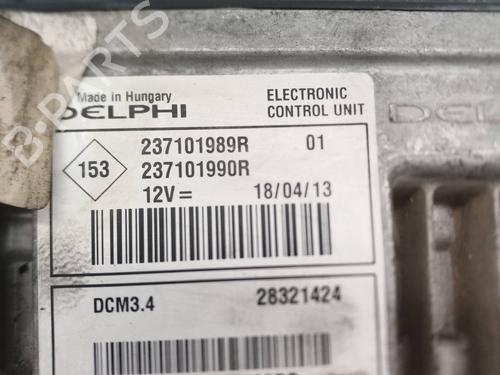 Made in Hungary
DELPHI
ELECTRONIC
CONTROL UNIT
153
237101989R 01
237101990R
12V= 18/04/13
DCM3.4 28321424
DELPHI
B-PARTS